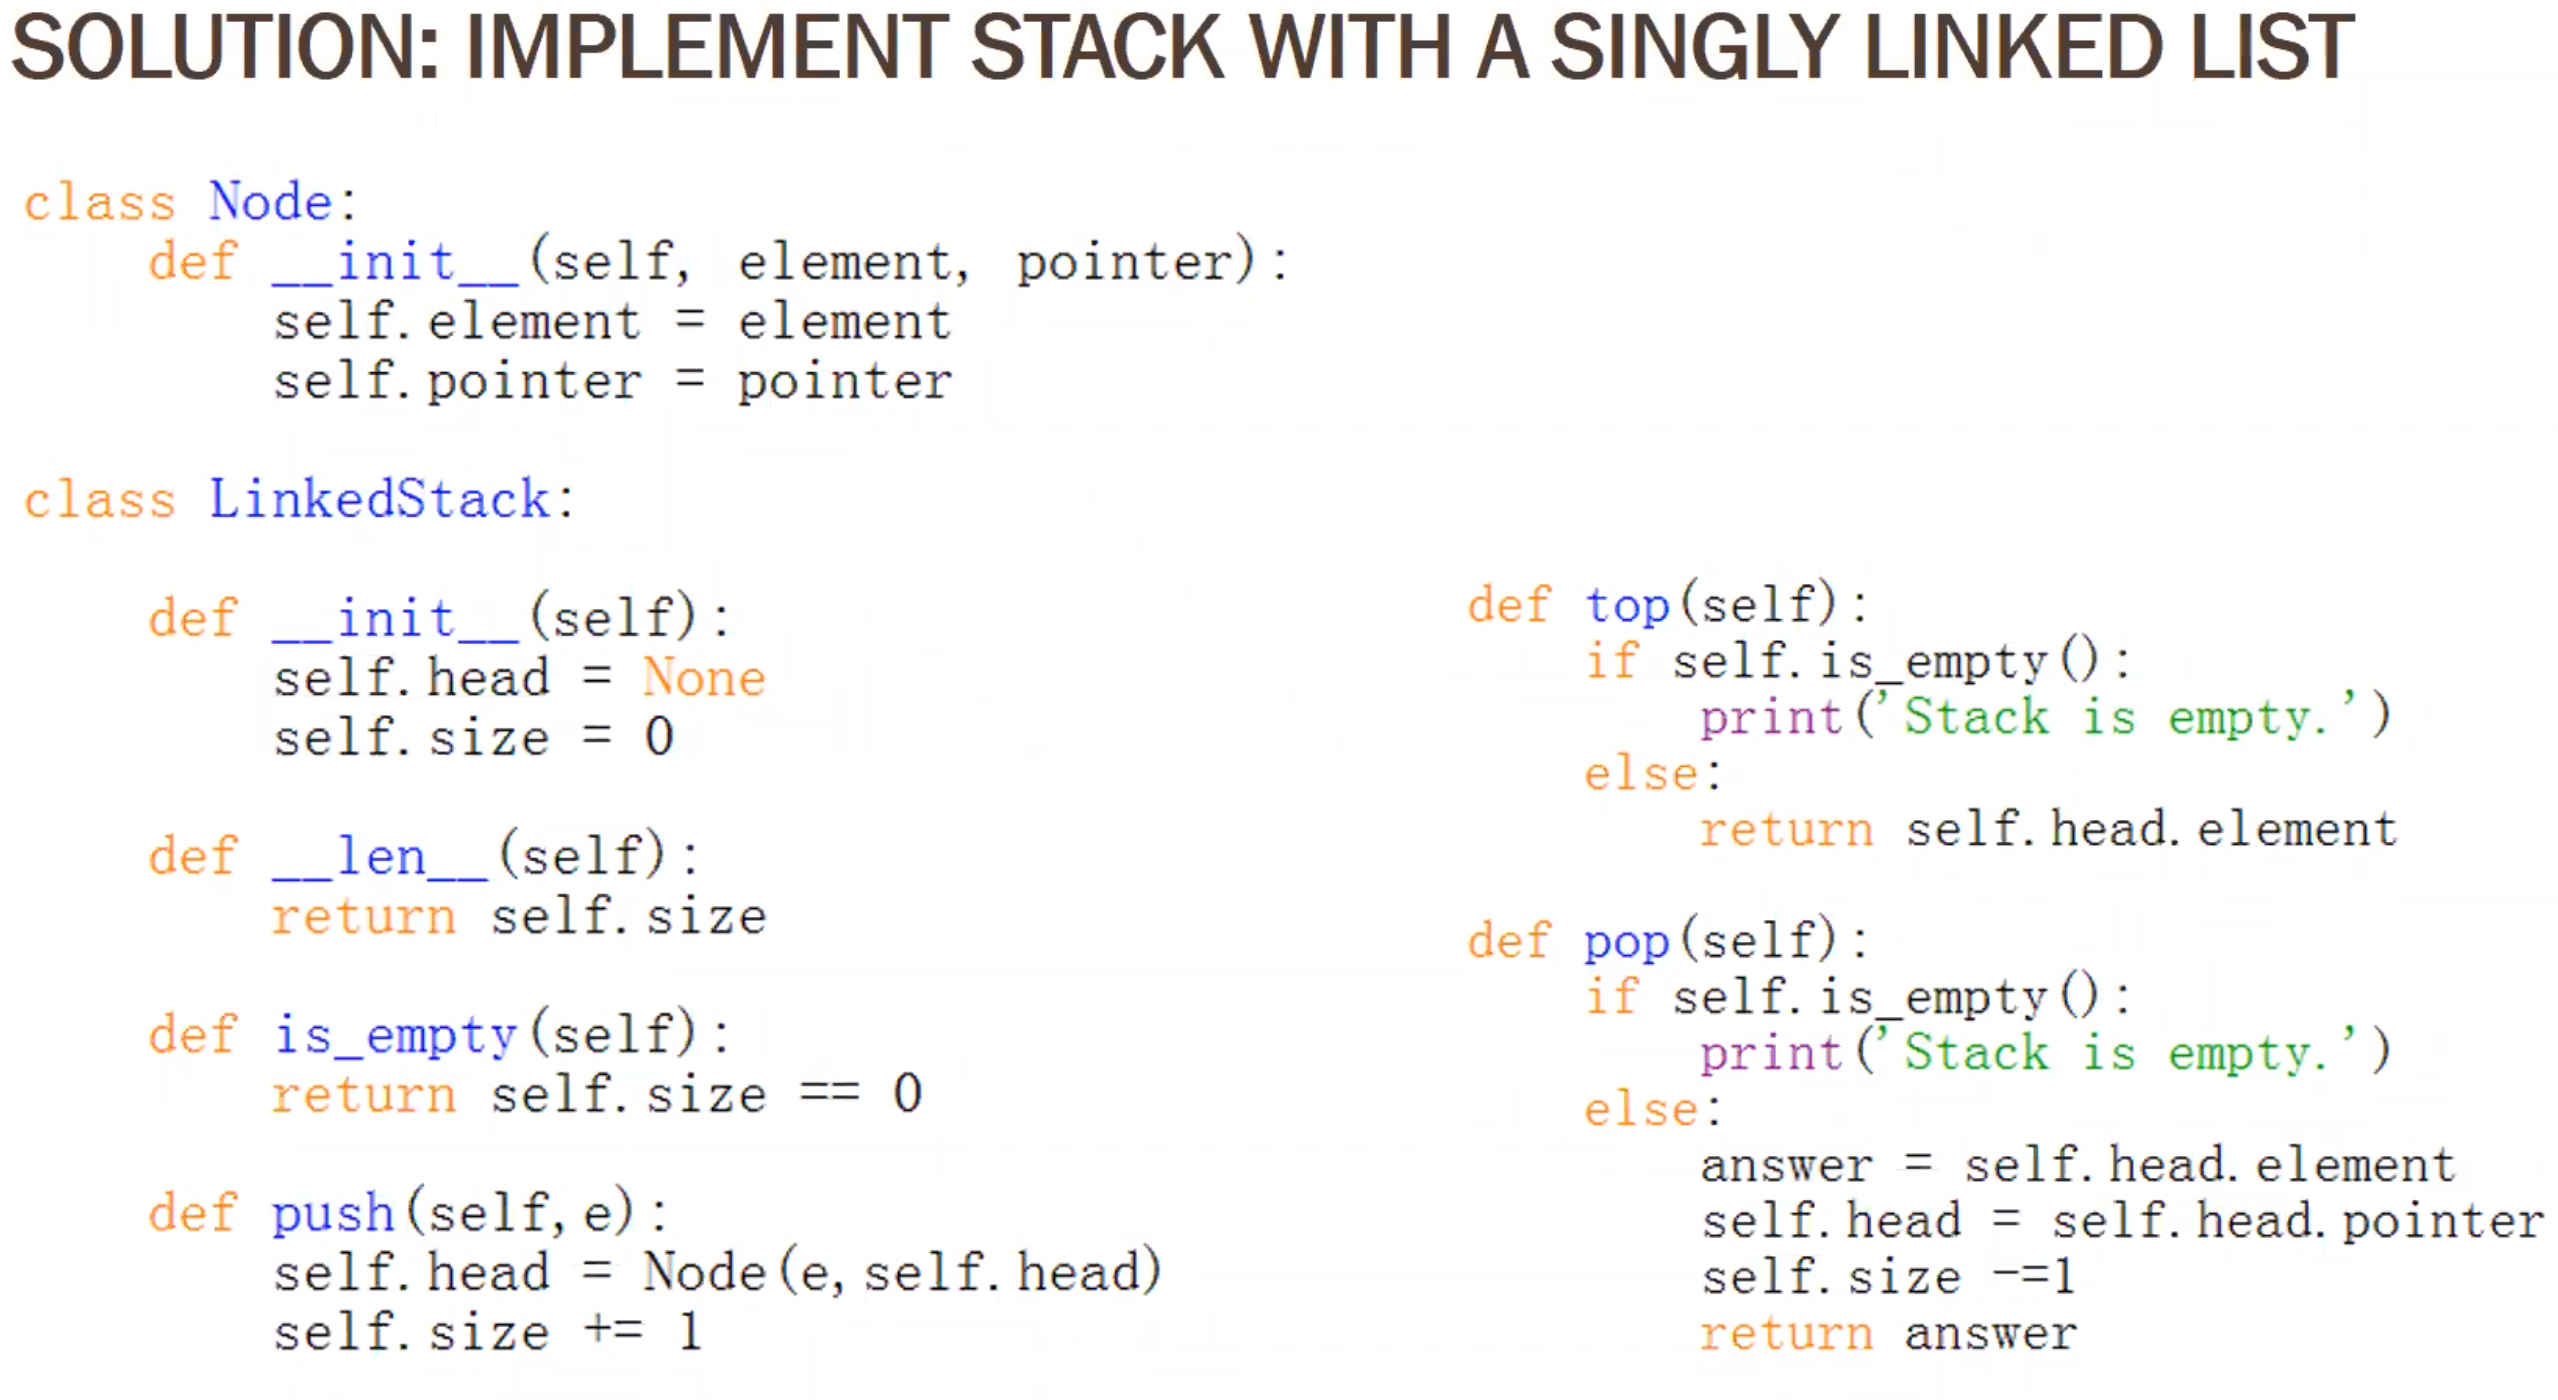 SOLUTION: IMPLEMENT STACK WITH A SINGLY LINKED LIST
class Node:
    def __init__(self, element, pointer):
        self.element = element
        self.pointer = pointer
class LinkedStack:
    def __init__(self):
        self.head = None
        self.size = 0
    def __len__(self):
        return self.size
    def is_empty(self):
        return self.size == 0
    def push(self,e):
        self.head = Node(e,self.head)
        self.size += 1
    def top(self):
        if self.is_empty():
            print('Stack is empty.')
        else:
            return self.head.element
    def pop(self):
        if self.is_empty():
            print('Stack is empty.')
        else:
            answer = self.head.element
            self.head = self.head.pointer
            self.size -=1
            return answer